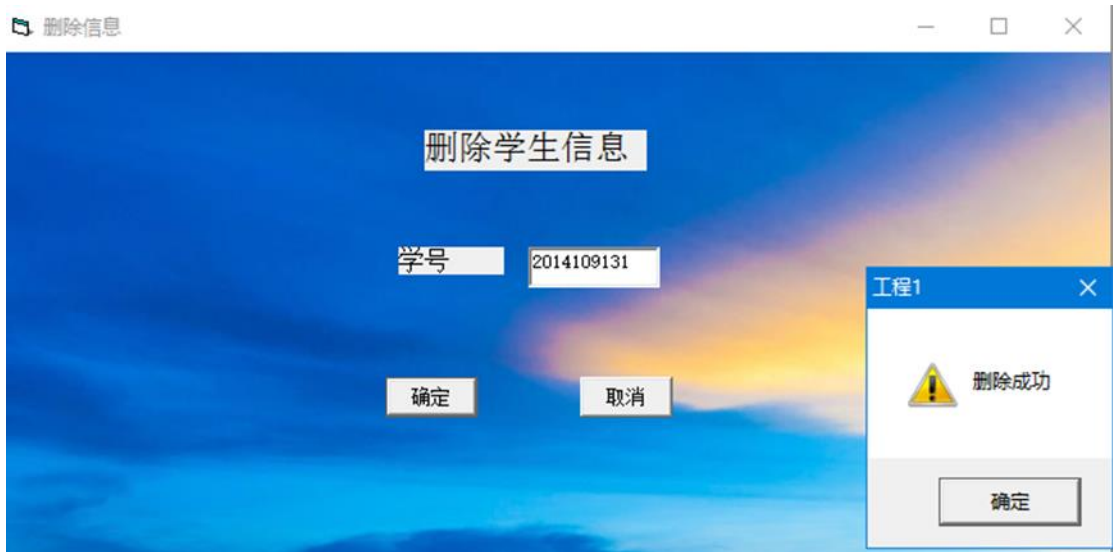 删除信息
删除学生信息
学号 2014109131
确定 取消
工程1
删除成功
确定